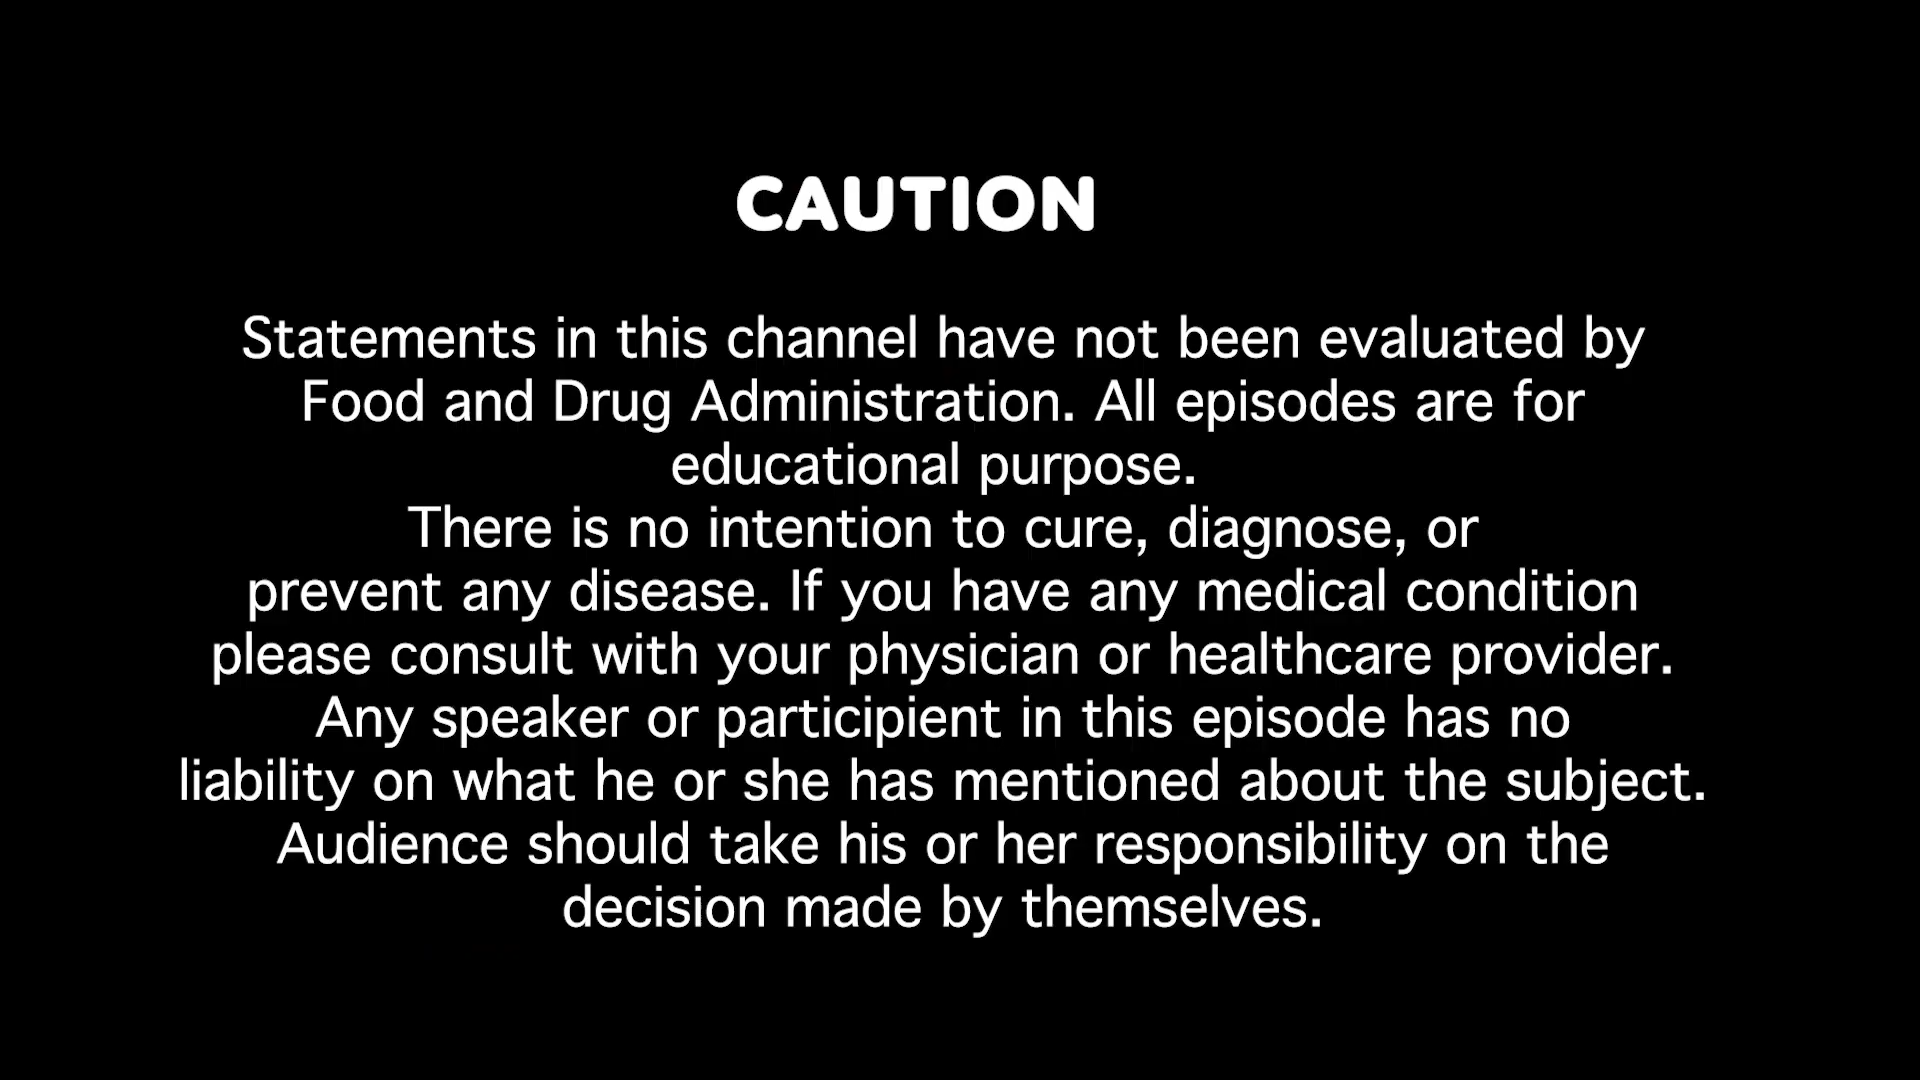 CAUTION
Statements in this channel have not been evaluated by
Food and Drug Administration. All episodes are for
educational purpose.
There is no intention to cure, diagnose, or
prevent any disease. If you have any medical condition
please consult with your physician or healthcare provider.
Any speaker or participient in this episode has no
liability on what he or she has mentioned about the subject.
Audience should take his or her responsibility on the
decision made by themselves.